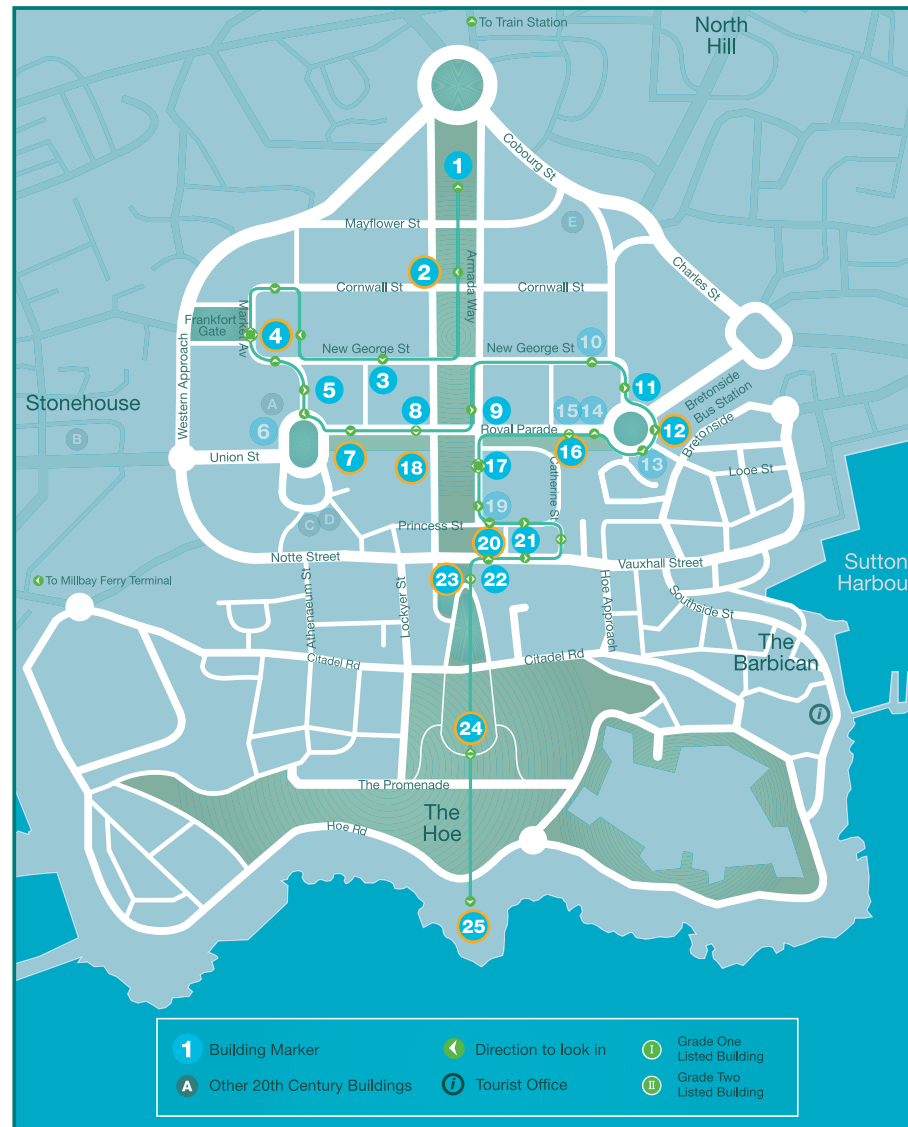 To Train Station
North
Hill
Cobourg St
1
E
Mayflower St
Armada Way
Charles St
2
Cornwall St
Cornwall St
Frankfort
Gate
Market Av
4
Western Approach
New George St
New George St
10
3
5
11
Stonehouse
A
8
9
15
14
Bretonside
Bus Station
6
Royal Parade
12
Bretonside
B
7
16
13
Union St
18
17
Catherine St
Looe St
19
C
D
Princess St
20
21
Notte Street
Vauxhall Street
Sutton
Harbou
To Millbay Ferry Terminal
23
22
Athenaeum St
Lockyer St
Hoe Approach
Southside St
The
Barbican
Citadel Rd
Citadel Rd
i
24
The Promenade
The
Hoe
Hoe Rd
25
1 Building Marker
Direction to look in
I Grade One
Listed Building
A Other 20th Century Buildings
i Tourist Office
II Grade Two
Listed Building